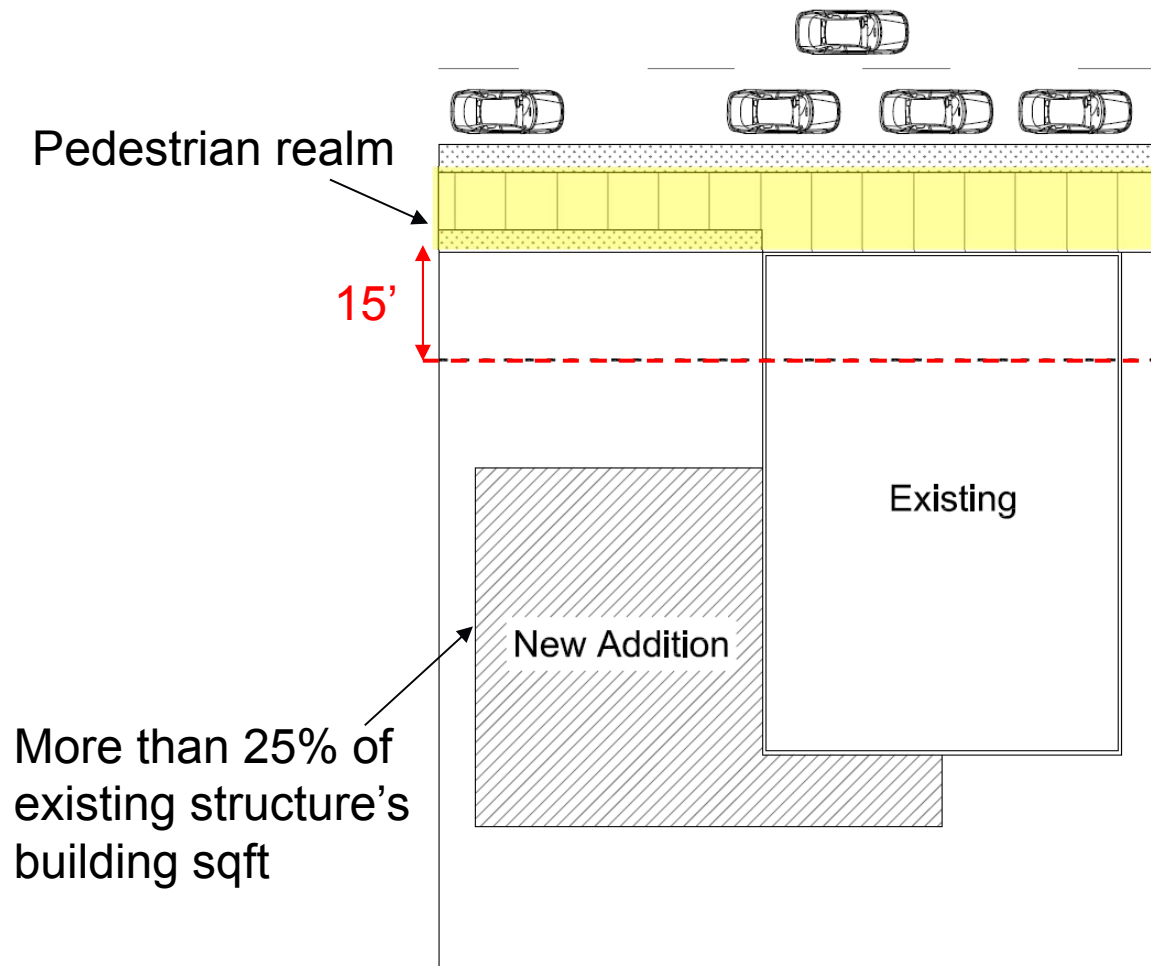 Pedestrian realm
15’
Existing
New Addition
More than 25% of
existing structure’s
building sqft